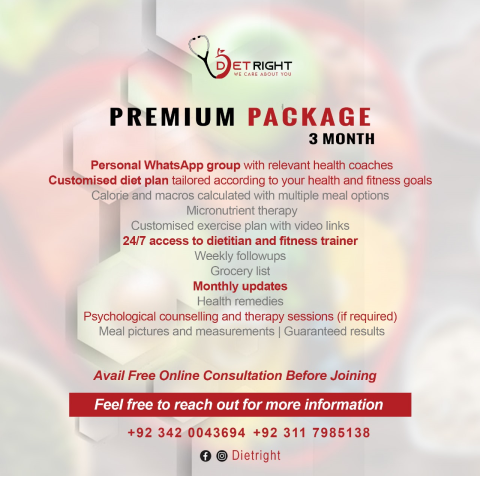 DIETRIGHT
WE CARE ABOUT YOU
PREMIUM PACKAGE
3 MONTH
Personal WhatsApp group with relevant health coaches
Customised diet plan tailored according to your health and fitness goals
Calorie and macros calculated with multiple meal options
Micronutrient therapy
Customised exercise plan with video links
24/7 access to dietitian and fitness trainer
Weekly followups
Grocery list
Monthly updates
Health remedies
Psychological counselling and therapy sessions (if required)
Meal pictures and measurements | Guaranteed results
Avail Free Online Consultation Before Joining
Feel free to reach out for more information
+92 342 0043694 +92 311 7985138
Dietright